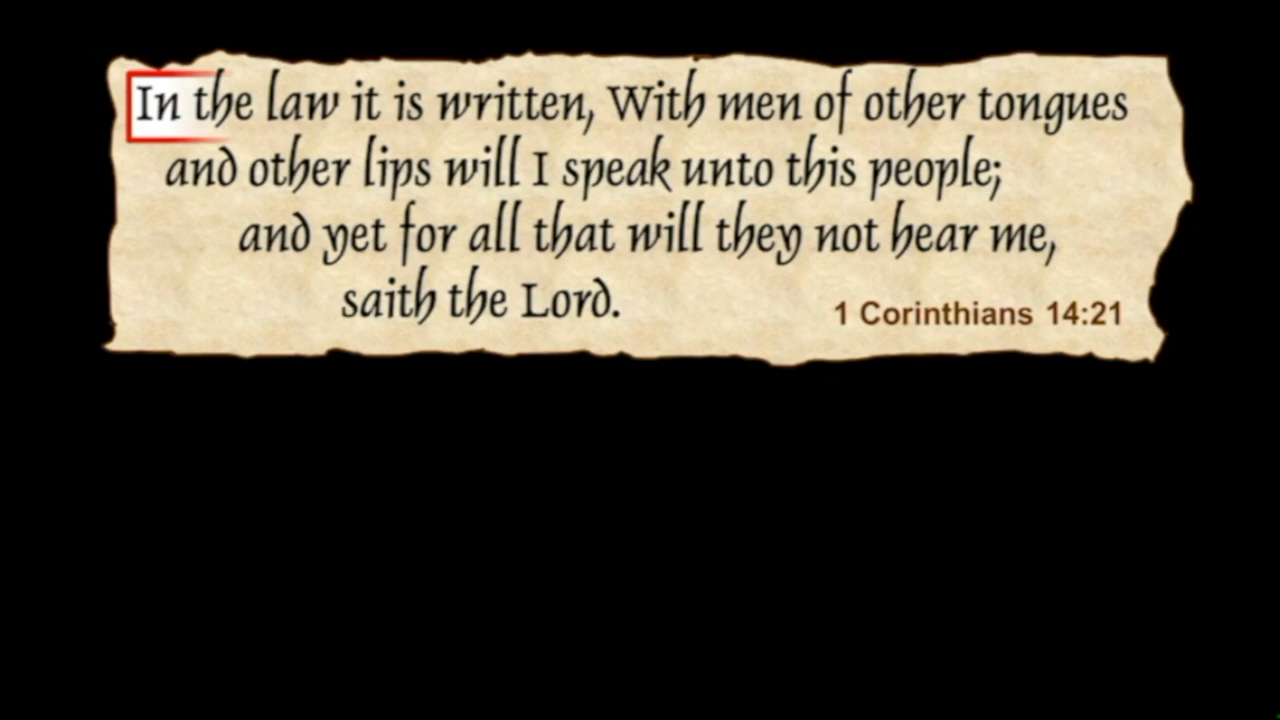 In the law it is written, With men of other tongues
and other lips will I speak unto this people;
and yet for all that will they not hear me,
saith the Lord.
1 Corinthians 14:21